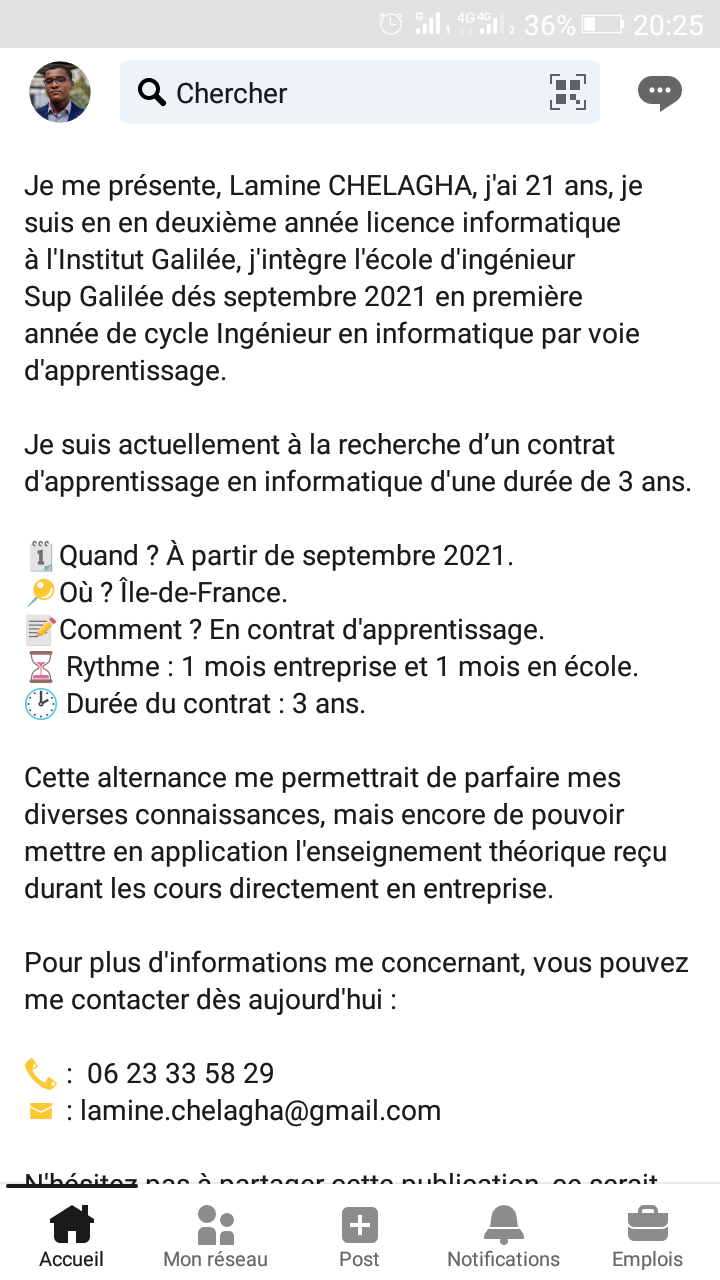 G 1 4G 4G 2 36% 20:25
Chercher
Je me présente, Lamine CHELAGHA, j'ai 21 ans, je
suis en en deuxième année licence informatique
à l'Institut Galilée, j'intègre l'école d'ingénieur
Sup Galilée dés septembre 2021 en première
année de cycle Ingénieur en informatique par voie
d'apprentissage.
Je suis actuellement à la recherche d’un contrat
d'apprentissage en informatique d'une durée de 3 ans.
🗓Quand ? À partir de septembre 2021.
Où ? Île-de-France.
📝Comment ? En contrat d'apprentissage.
⏳ Rythme : 1 mois entreprise et 1 mois en école.
🕑 Durée du contrat : 3 ans.
Cette alternance me permettrait de parfaire mes
diverses connaissances, mais encore de pouvoir
mettre en application l'enseignement théorique reçu
durant les cours directement en entreprise.
Pour plus d'informations me concernant, vous pouvez
me contacter dès aujourd'hui :
📞 :  06 23 33 58 29
✉ : lamine.chelagha@gmail.com
N'hésitez pas à partager cette publication, ce serait
Accueil Mon réseau Post Notifications Emplois